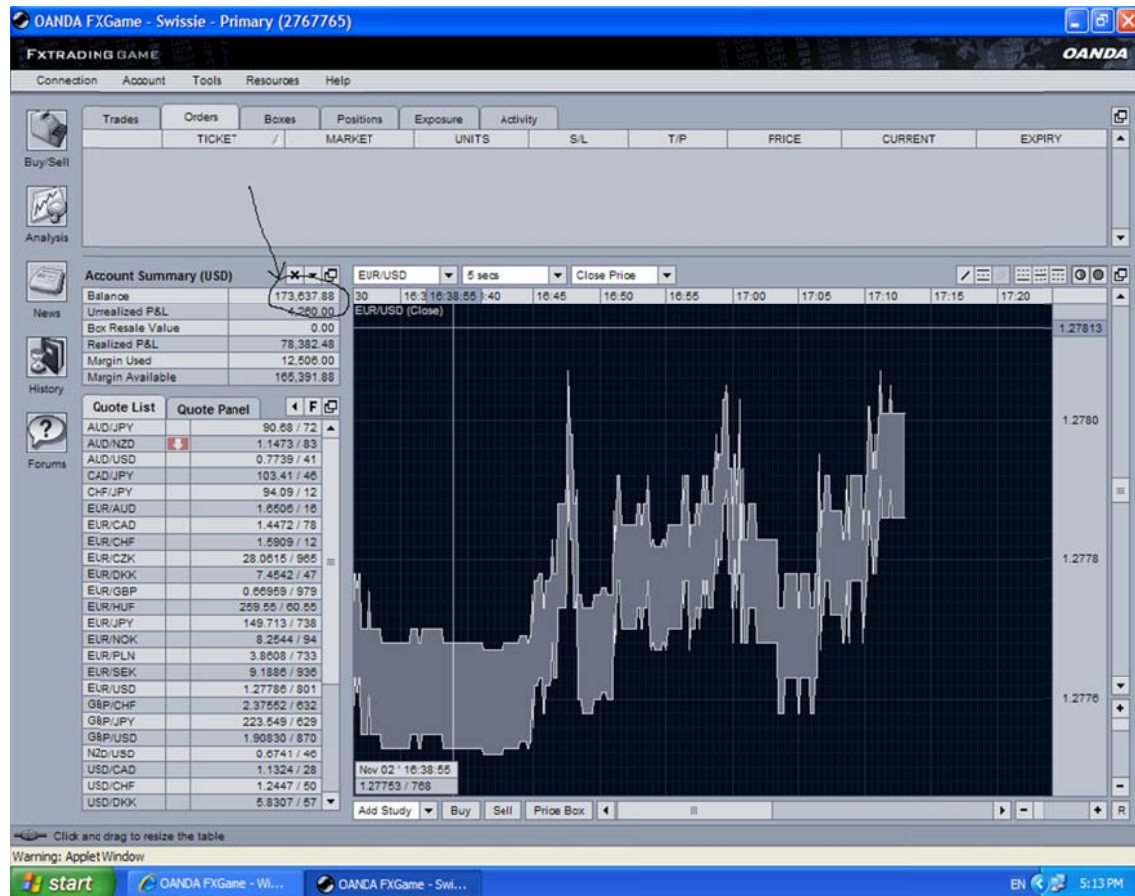 OANDA FXGame - Swissie - Primary (2767765)
FXTRADING GAME
OANDA
Connection Account Tools Resources Help
Trades Orders Boxes Positions Exposure Activity
TICKET / MARKET UNITS S/L T/P PRICE CURRENT EXPIRY
Buy/Sell
Analysis
News
History
Forums
Account Summary (USD)
Balance 173,637.88
Unrealized P&L 4,260.00
Box Resale Value 0.00
Realized P&L 78,382.48
Margin Used 12,506.00
Margin Available 165,391.88
Quote List Quote Panel F
AUD/JPY 90.68 / 72
AUD/NZD 1.1473 / 83
AUD/USD 0.7739 / 41
CAD/JPY 103.41 / 46
CHF/JPY 94.09 / 12
EUR/AUD 1.6506 / 16
EUR/CAD 1.4472 / 78
EUR/CHF 1.5909 / 12
EUR/CZK 28.0615 / 965
EUR/DKK 7.4542 / 47
EUR/GBP 0.66959 / 979
EUR/HUF 259.55 / 60.55
EUR/JPY 149.713 / 738
EUR/NOK 8.2544 / 94
EUR/PLN 3.8608 / 733
EUR/SEK 9.1886 / 936
EUR/USD 1.27786 / 801
GBP/CHF 2.37552 / 632
GBP/JPY 223.549 / 629
GBP/USD 1.90830 / 870
NZD/USD 0.6741 / 46
USD/CAD 1.1324 / 28
USD/CHF 1.2447 / 50
USD/DKK 5.8307 / 57
EUR/USD 5 secs Close Price
30 16:3 16:38:55 :40 16:45 16:50 16:55 17:00 17:05 17:10 17:15 17:20
EUR/USD (Close)
1.27813
1.2780
1.2778
1.2776
Nov 02 ' 16:38:55
1.27753 / 768
Add Study Buy Sell Price Box R
Click and drag to resize the table
Warning: Applet Window
start OANDA FXGame - Wi... OANDA FXGame - Swi... EN 5:13 PM